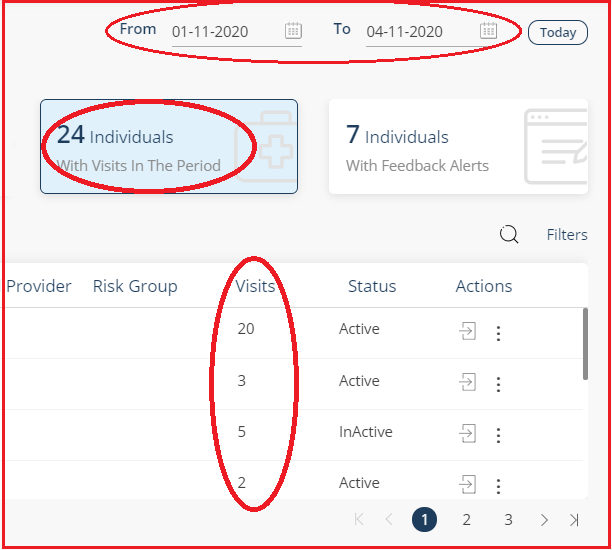 From 01-11-2020 To 04-11-2020 Today
24 Individuals
With Visits In The Period
7 Individuals
With Feedback Alerts
Filters
Provider Risk Group Visits Status Actions
20 Active
3 Active
5 InActive
2 Active
1 2 3